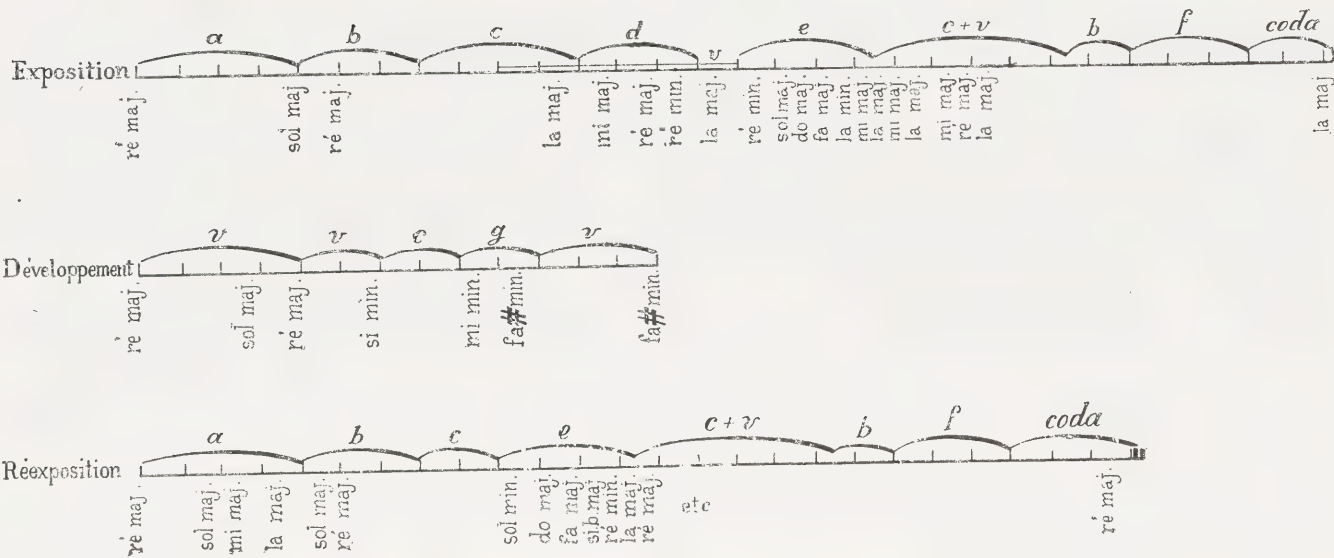 a b c d v e c + v b f coda
Exposition
ré maj. sol maj ré maj. la maj. mi maj. ré maj. ré min. la maj. ré min. sol maj. do maj. fa maj. la min. mi maj. la maj. mi maj. la maj. mi maj. ré maj. la maj. la maj
v v c g v
Développement
ré maj. sol maj. ré maj. si min. mi min. fa#min. fa#min.
a b c e c + v b f coda
Réexposition
ré maj. sol maj. mi maj. la maj. sol maj. ré maj. sol min. do maj. fa maj. si.b.maj ré min. la maj. ré maj. etc ré maj.